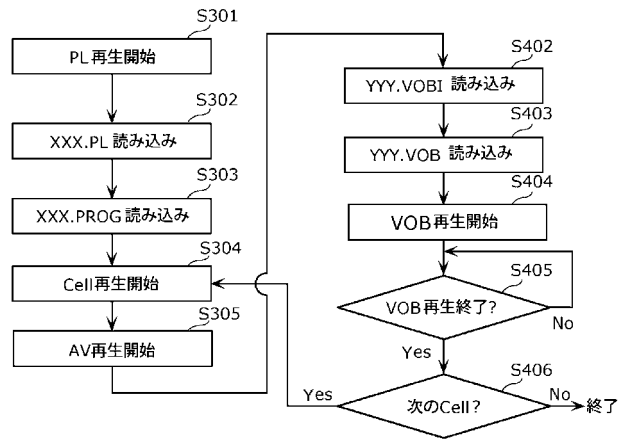 S301
PL再生開始
S302
XXX.PL 読み込み
S303
XXX.PROG 読み込み
S304
Cell再生開始
S305
AV再生開始
S402
YYY.VOBI 読み込み
S403
YYY.VOB 読み込み
S404
VOB再生開始
S405
VOB再生終了?
No
Yes
S406
次のCell?
Yes
No
終了